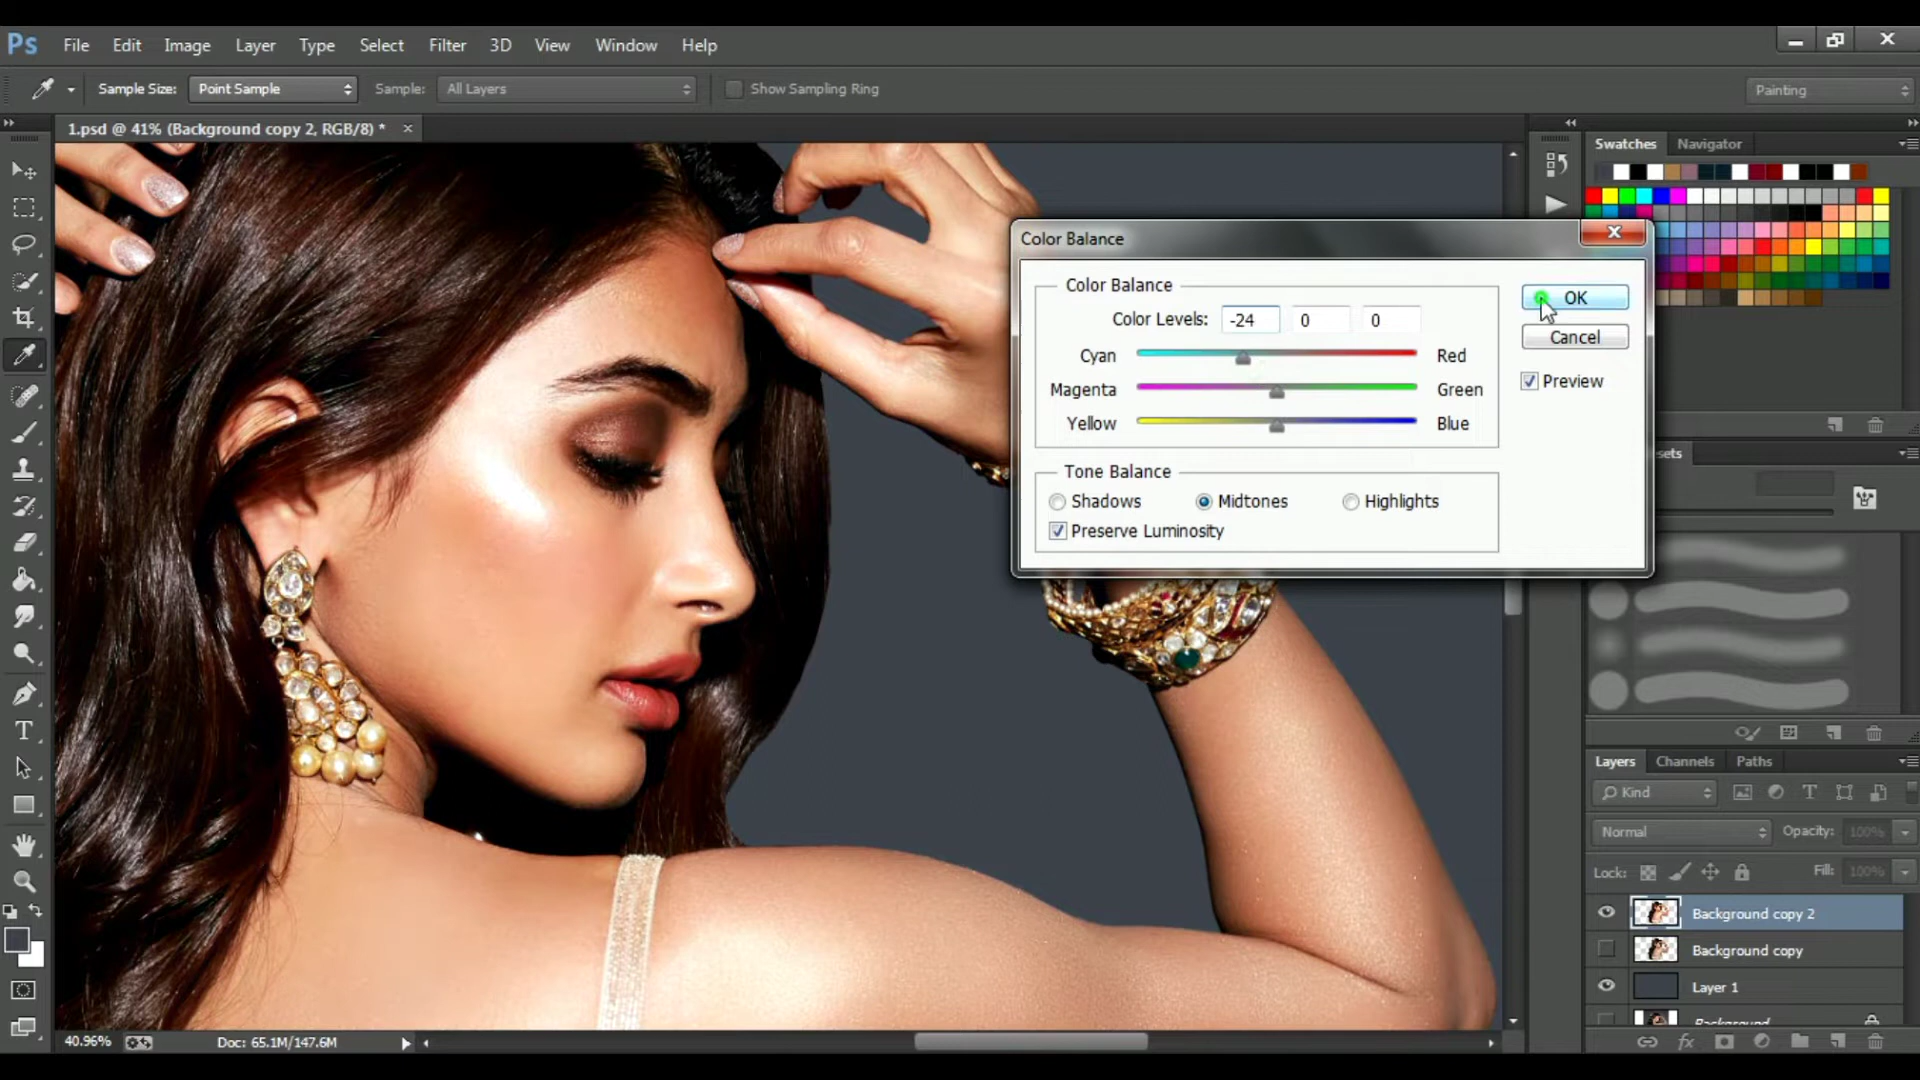 Ps File Edit Image Layer Type Select Filter 3D View Window Help
Sample Size: Point Sample Sample: All Layers Show Sampling Ring Painting
1.psd @ 41% (Background copy 2, RGB/8) * ×
Swatches Navigator
Color Balance
Color Balance
Color Levels: -24 0 0
Cyan Red
Magenta Green
Yellow Blue
Tone Balance
Shadows Midtones Highlights
Preserve Luminosity
OK
Cancel
Preview
sets
Layers Channels Paths
Kind
Normal Opacity: 100%
Lock: Fill: 100%
Background copy 2
Background copy
Layer 1
Background
fx
T
40.96% Doc: 65.1M/147.6M